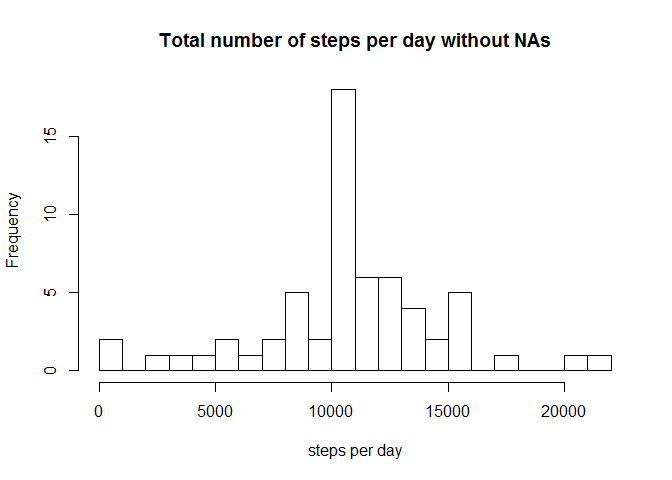 Total number of steps per day without NAs
Frequency
15
10
5
0
0 5000 10000 15000 20000
steps per day